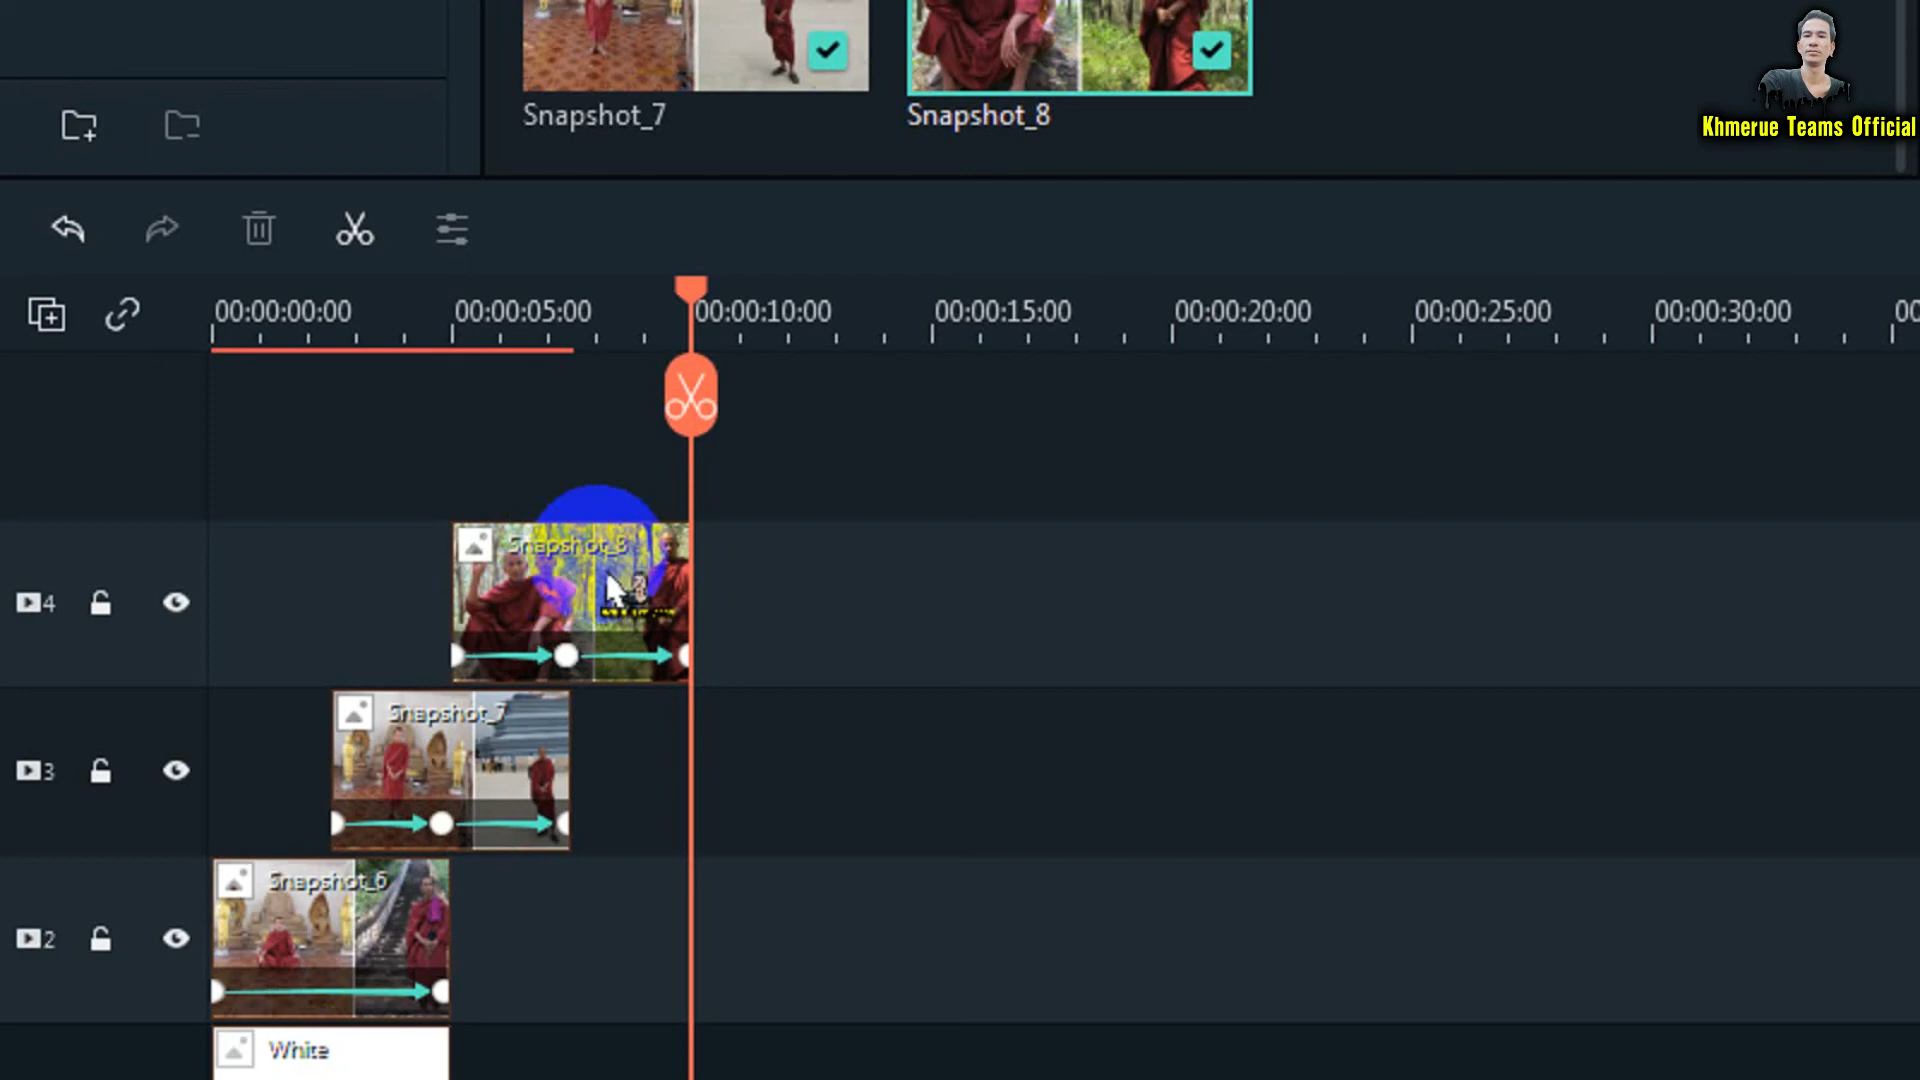 Khmerue Teams Official
Snapshot_7
Snapshot_8
00:00:00:00
00:00:05:00
00:00:10:00
00:00:15:00
00:00:20:00
00:00:25:00
00:00:30:00
00
Snapshot_8
4
Snapshot_7
3
Snapshot_6
2
White